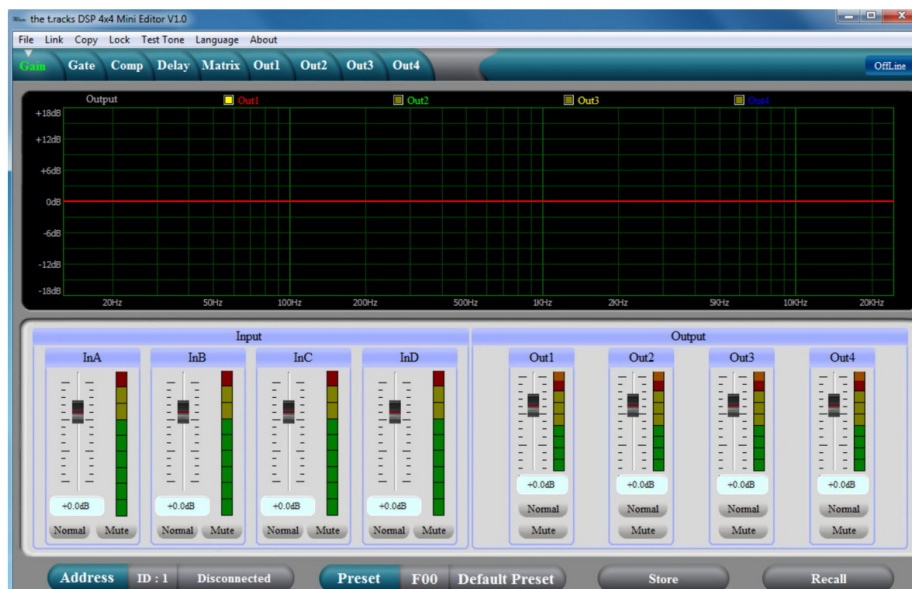 the t.racks DSP 4x4 Mini Editor V1.0
File Link Copy Lock Test Tone Language About
Gain Gate Comp Delay Matrix Out1 Out2 Out3 Out4 OffLine
Output Out1 Out2 Out3 Out4
+18dB
+12dB
+6dB
0dB
-6dB
-12dB
-18dB
20Hz 50Hz 100Hz 200Hz 500Hz 1KHz 2KHz 5KHz 10KHz 20KHz
Input Output
InA InB InC InD Out1 Out2 Out3 Out4
+0.0dB +0.0dB +0.0dB +0.0dB +0.0dB +0.0dB +0.0dB +0.0dB
Normal Mute Normal Mute Normal Mute Normal Mute Normal Normal Normal Normal
Mute Mute Mute Mute
Address ID : 1 Disconnected Preset F00 Default Preset Store Recall